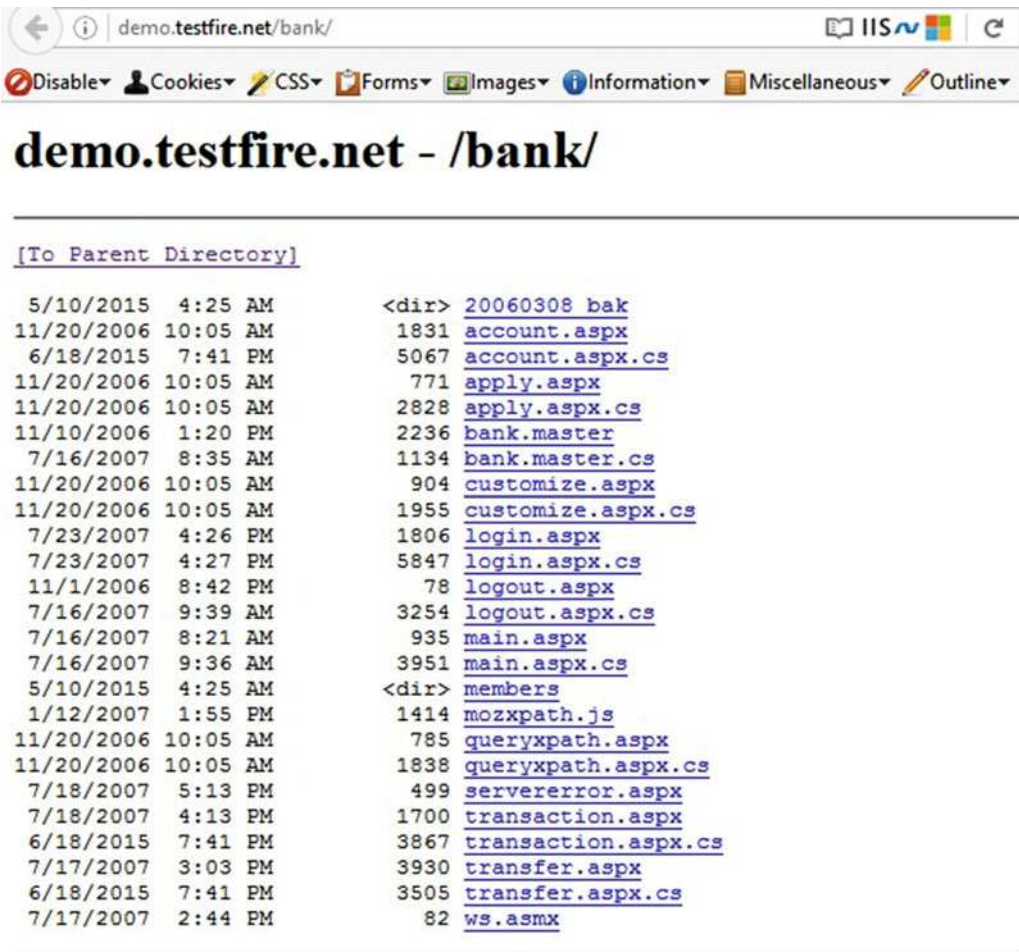 demo.testfire.net/bank/ IIS
Disable Cookies CSS Forms Images Information Miscellaneous Outline
demo.testfire.net - /bank/
[To Parent Directory]
5/10/2015 4:25 AM <dir> 20060308_bak
11/20/2006 10:05 AM 1831 account.aspx
6/18/2015 7:41 PM 5067 account.aspx.cs
11/20/2006 10:05 AM 771 apply.aspx
11/20/2006 10:05 AM 2828 apply.aspx.cs
11/10/2006 1:20 PM 2236 bank.master
7/16/2007 8:35 AM 1134 bank.master.cs
11/20/2006 10:05 AM 904 customize.aspx
11/20/2006 10:05 AM 1955 customize.aspx.cs
7/23/2007 4:26 PM 1806 login.aspx
7/23/2007 4:27 PM 5847 login.aspx.cs
11/1/2006 8:42 PM 78 logout.aspx
7/16/2007 9:39 AM 3254 logout.aspx.cs
7/16/2007 8:21 AM 935 main.aspx
7/16/2007 9:36 AM 3951 main.aspx.cs
5/10/2015 4:25 AM <dir> members
1/12/2007 1:55 PM 1414 mozxpath.js
11/20/2006 10:05 AM 785 queryxpath.aspx
11/20/2006 10:05 AM 1838 queryxpath.aspx.cs
7/18/2007 5:13 PM 499 servererror.aspx
7/18/2007 4:13 PM 1700 transaction.aspx
6/18/2015 7:41 PM 3867 transaction.aspx.cs
7/17/2007 3:03 PM 3930 transfer.aspx
6/18/2015 7:41 PM 3505 transfer.aspx.cs
7/17/2007 2:44 PM 82 ws.asmx